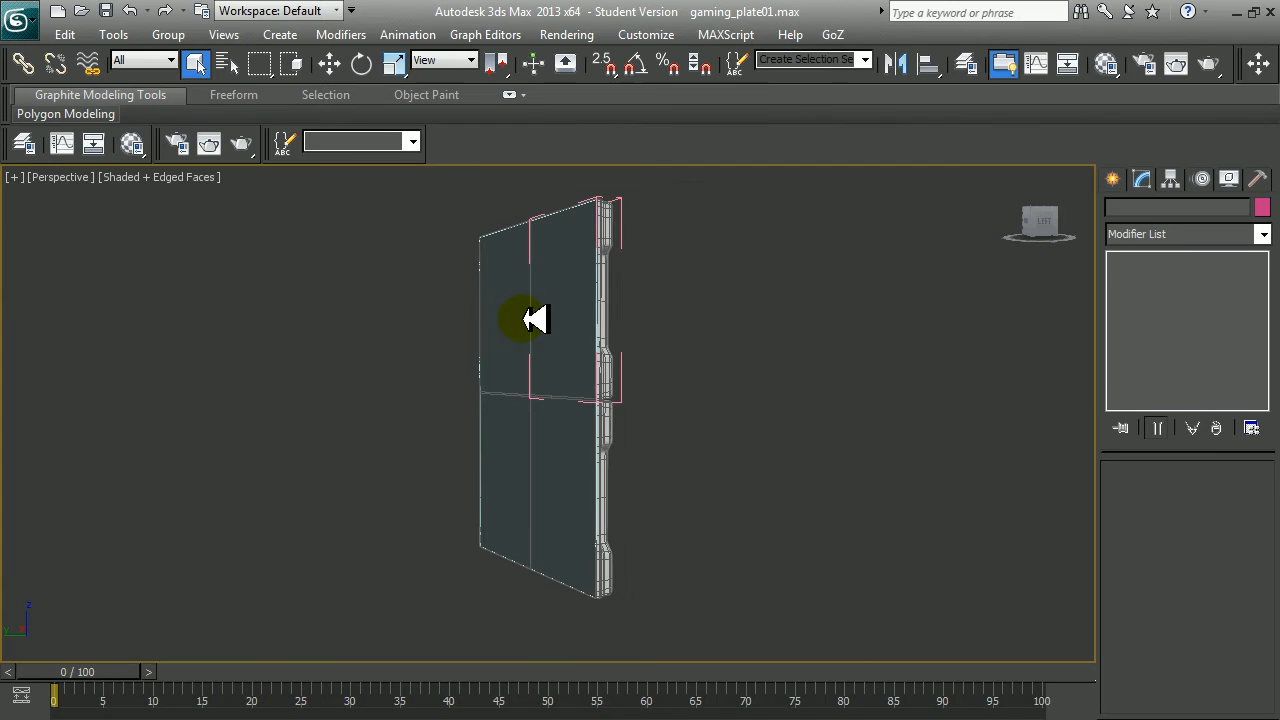 Workspace: Default
Autodesk 3ds Max 2013 x64 - Student Version gaming_plate01.max
Type a keyword or phrase
Edit Tools Group Views Create Modifiers Animation Graph Editors Rendering Customize MAXScript Help GoZ
All
View
2.5
%
Create Selection Se
ABC
Graphite Modeling Tools Freeform Selection Object Paint
Polygon Modeling
ABC
[+] [Perspective ] [Shaded + Edged Faces ]
LEFT
Modifier List
z
y
0 / 100
< >
0 5 10 15 20 25 30 35 40 45 50 55 60 65 70 75 80 85 90 95 100